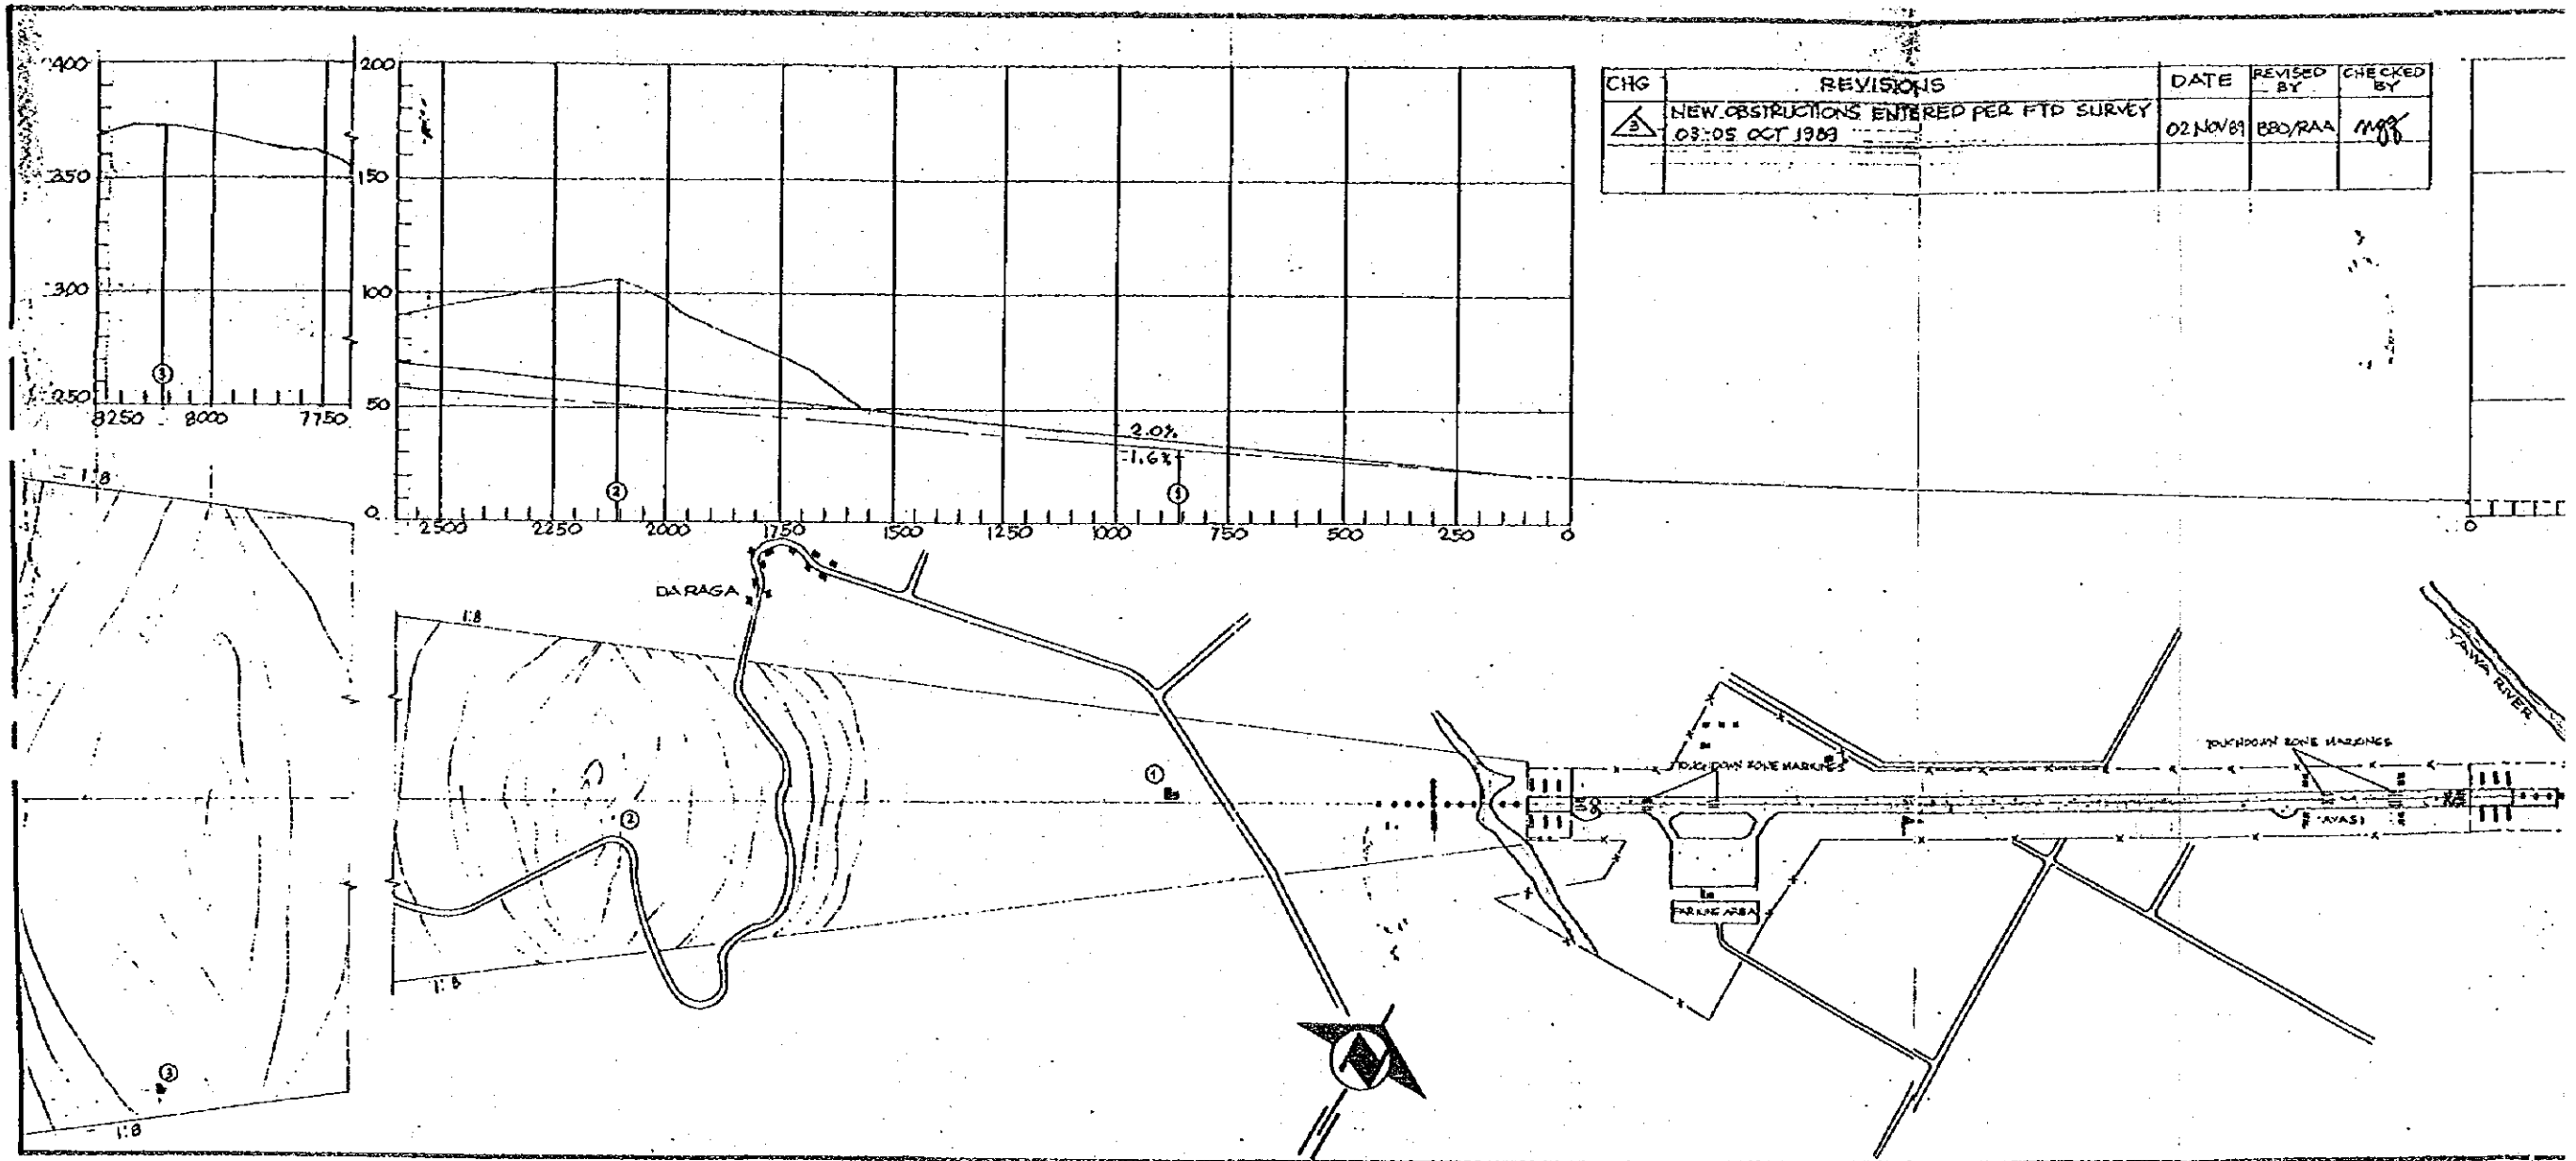 400
350
300
250
8250
8000
7750
3
200
150
100
50
0
2500
2250
2000
1750
1500
1250
1000
750
500
250
0
2.0%
1.6%
2
1
CHG
REVISIONS
DATE
REVISED BY
CHECKED BY
3
NEW OBSTRUCTIONS ENTERED PER FTD SURVEY
03-05 OCT 1989
02 NOV 89
BBO/RAA
0
1:8
1:8
DARAGA
YAWA RIVER
TOUCHDOWN ZONE MARKINGS
TOUCHDOWN ZONE MARKINGS
1
2
PARKING AREA
1:8
3
1:8
N